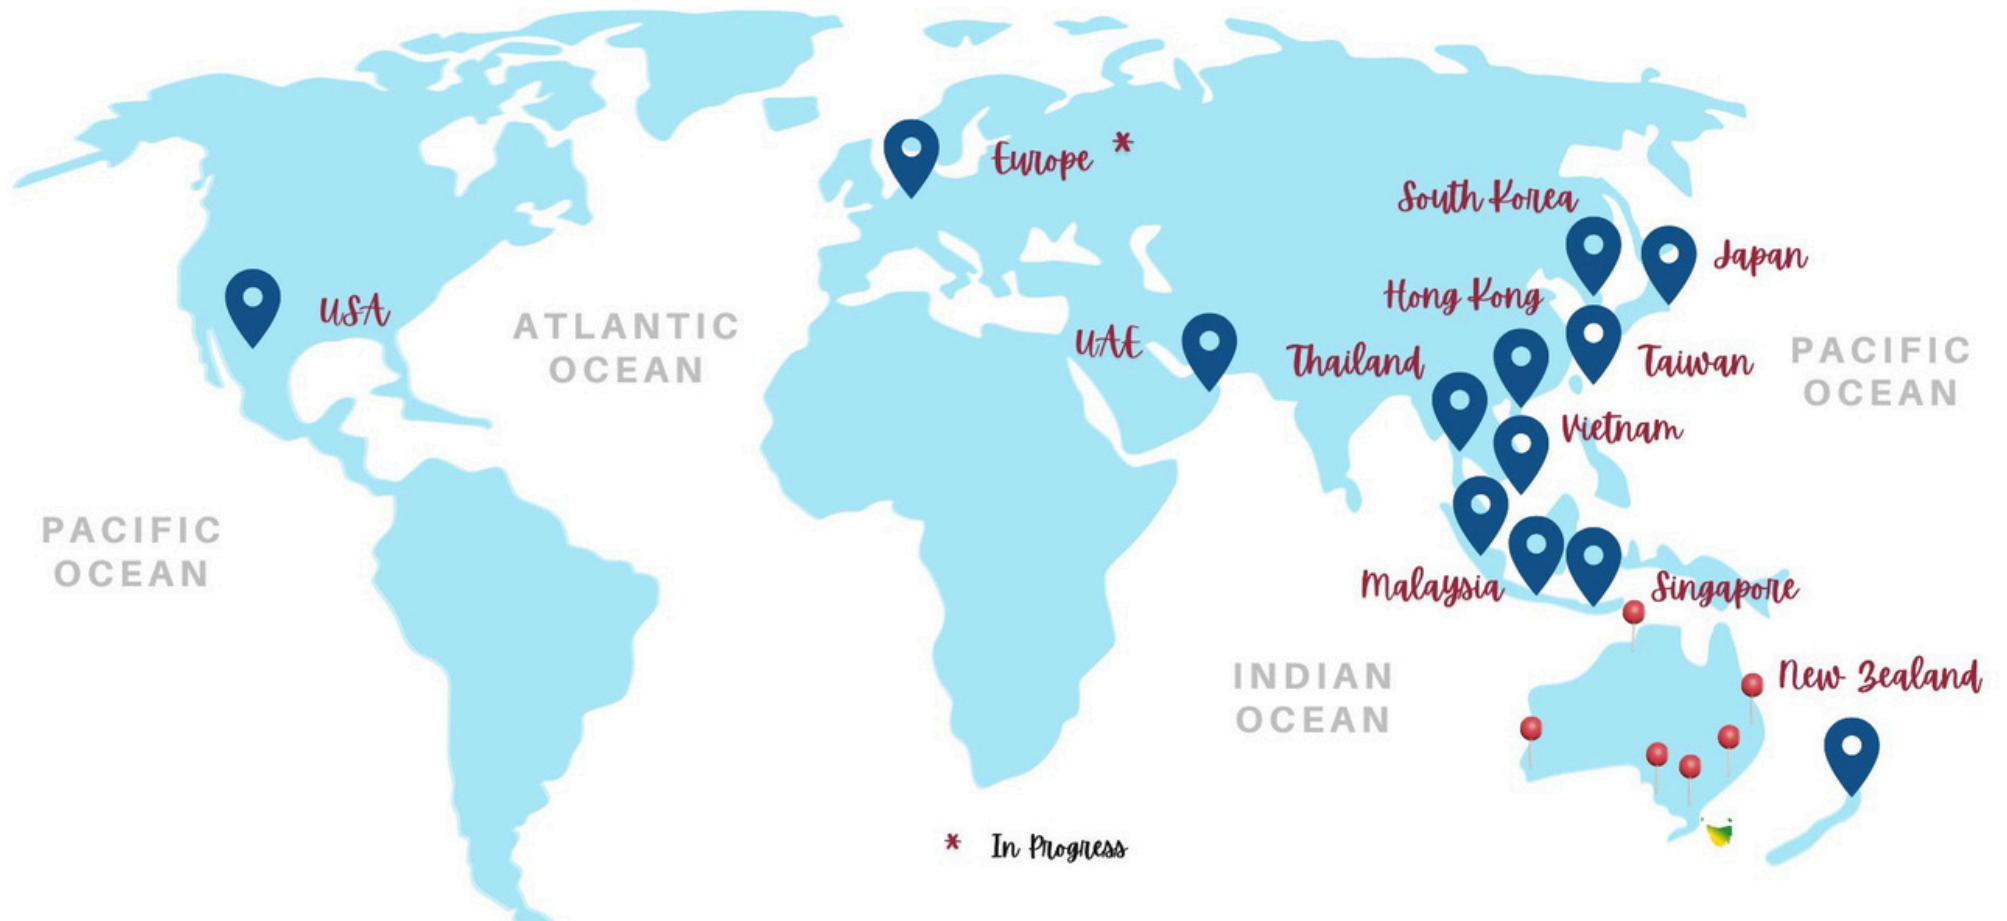 Europe *
South Korea
Japan
Hong Kong
USA
ATLANTIC
OCEAN
UAE
Thailand
Taiwan
PACIFIC
OCEAN
Vietnam
PACIFIC
OCEAN
Malaysia
Singapore
INDIAN
OCEAN
New Zealand
* In Progress